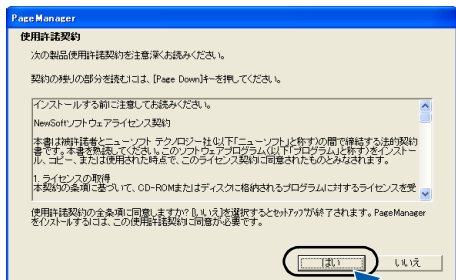 PageManager
使用許諾契約
次の製品使用許諾契約を注意深くお読みください。
契約の残りの部分を読むには、[Page Down]キーを押してください。
インストールする前に注意してお読みください。
NewSoftソフトウェアライセンス契約
本書は被許諾者とニューソフト テクノロジー社(以下「ニューソフト」と称す)の間で締結する法的契約
書です。本書を熟読してください。このソフトウェアプログラム(以下「プログラム」と称す)をインストー
ル、コピー、または使用された時点で、このライセンス契約に同意されたものとみなされます。
1. ライセンスの取得
本契約の条項に基づいて、CD-ROMまたはディスクに格納されるプログラムに対するライセンスを受
使用許諾契約の全条項に同意しますか? [いいえ]を選択するとセットアップが終了されます。PageManager
をインストールするには、この使用許諾契約に同意が必要です。
はい
いいえ